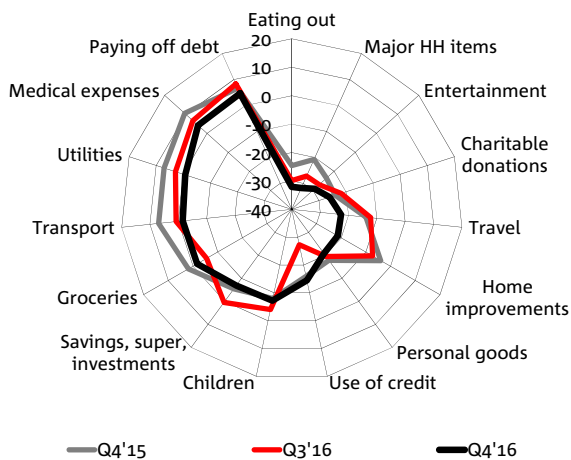 Eating out
20
Paying off debt
Major HH items
10
Medical expenses
0
Entertainment
-10
Utilities
-20
Charitable
donations
-30
Transport
-40
Travel
Groceries
Home
improvements
Savings, super,
investments
Personal goods
Children
Use of credit
Q4'15
Q3'16
Q4'16